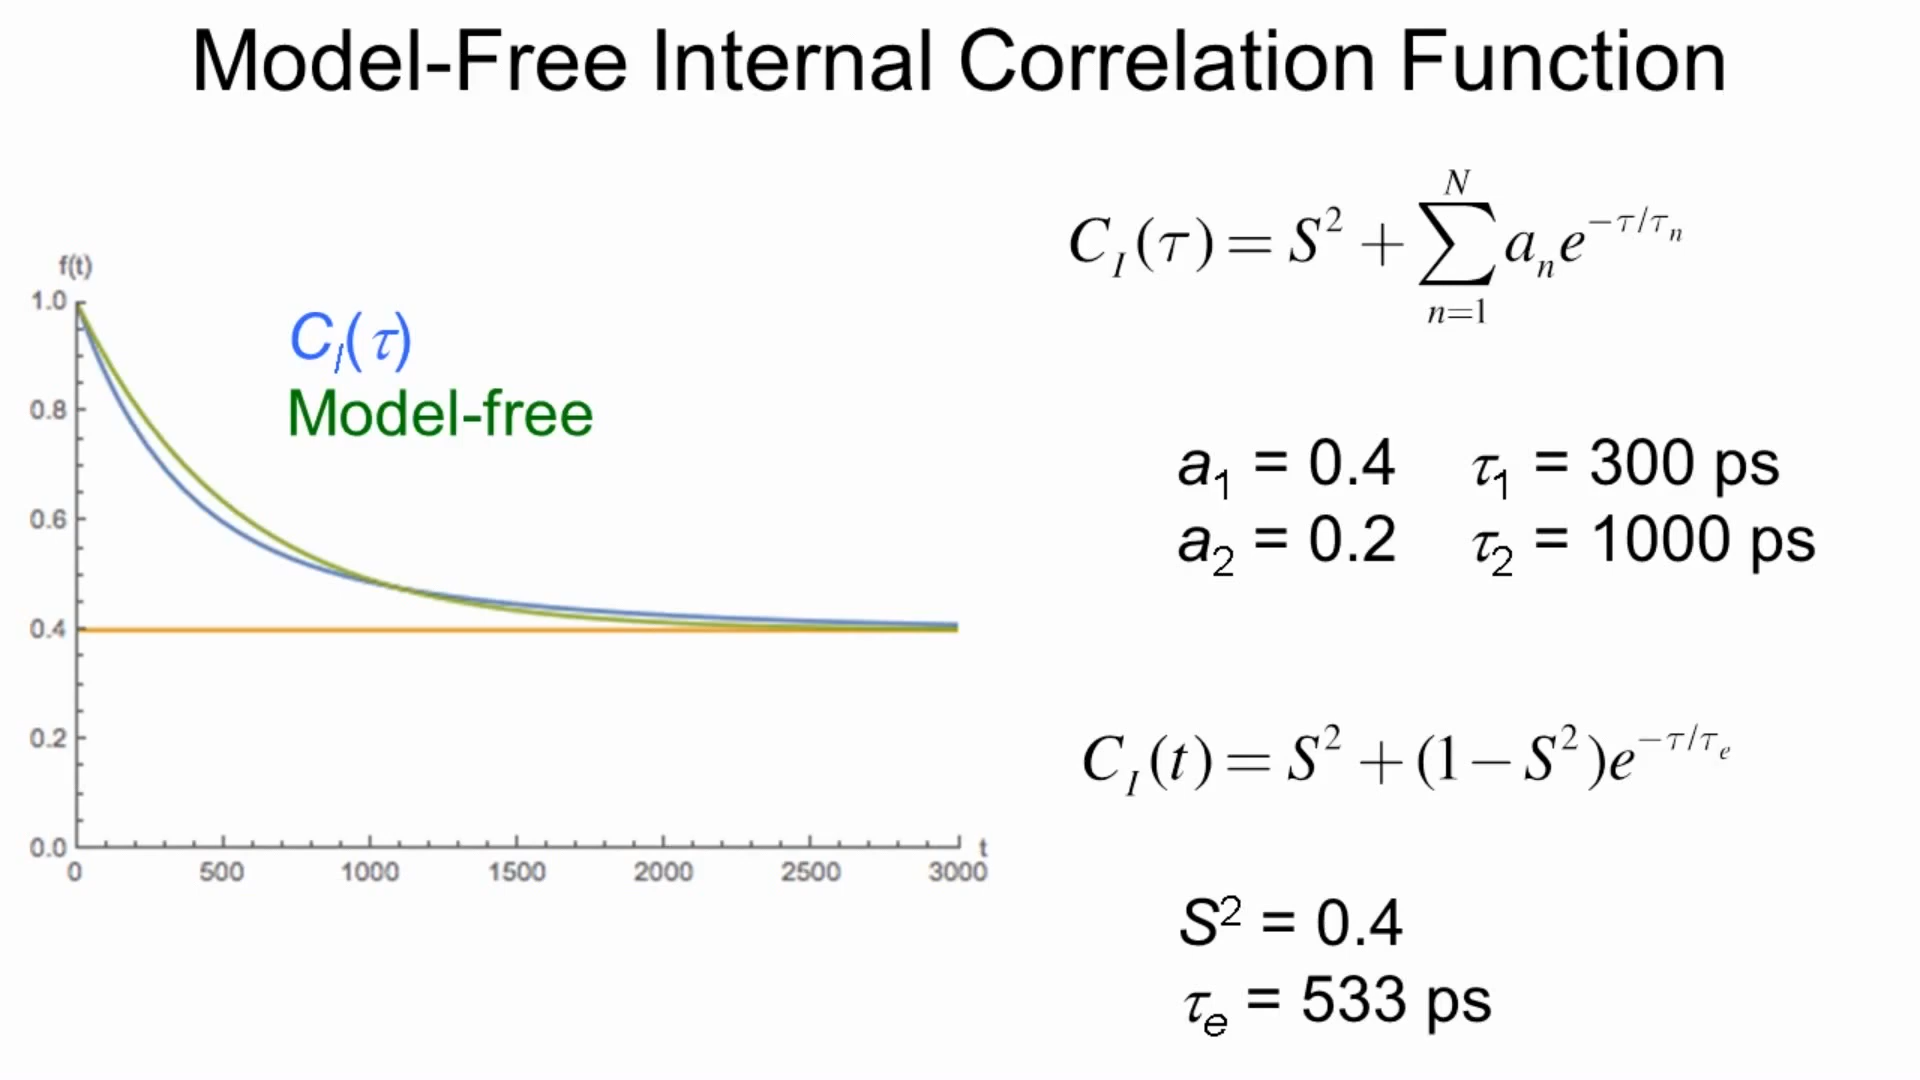 Model-Free Internal Correlation Function
f(t)
1.0
0.8
0.6
0.4
0.2
0.0
0 500 1000 1500 2000 2500 3000
t
C_I(τ)
Model-free
C_I(τ) = S² + ∑_{n=1}^{N} a_n e^{−τ/τ_n}
a₁ = 0.4 τ₁ = 300 ps
a₂ = 0.2 τ₂ = 1000 ps
C_I(t) = S² + (1 − S²)e^{−τ/τ_e}
S² = 0.4
τ_e = 533 ps